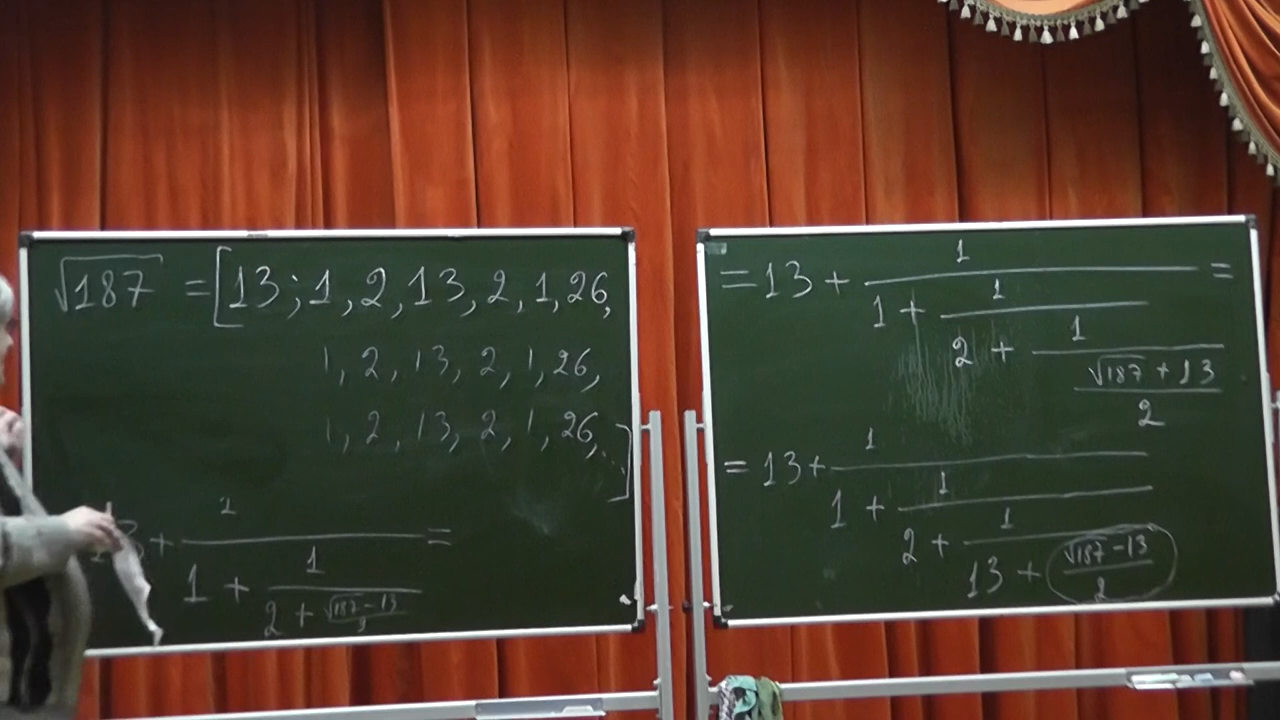 √187 = [13; 1, 2, 13, 2, 1, 26,
1, 2, 13, 2, 1, 26,
1, 2, 13, 2, 1, 26, ...]
3 + 1
1 + 1
2 + √187 - 13
=
= 13 + 1
1 + 1
2 + 1
√187 + 13
2
=
= 13 + 1
1 + 1
2 + 1
13 + √187 - 13
2